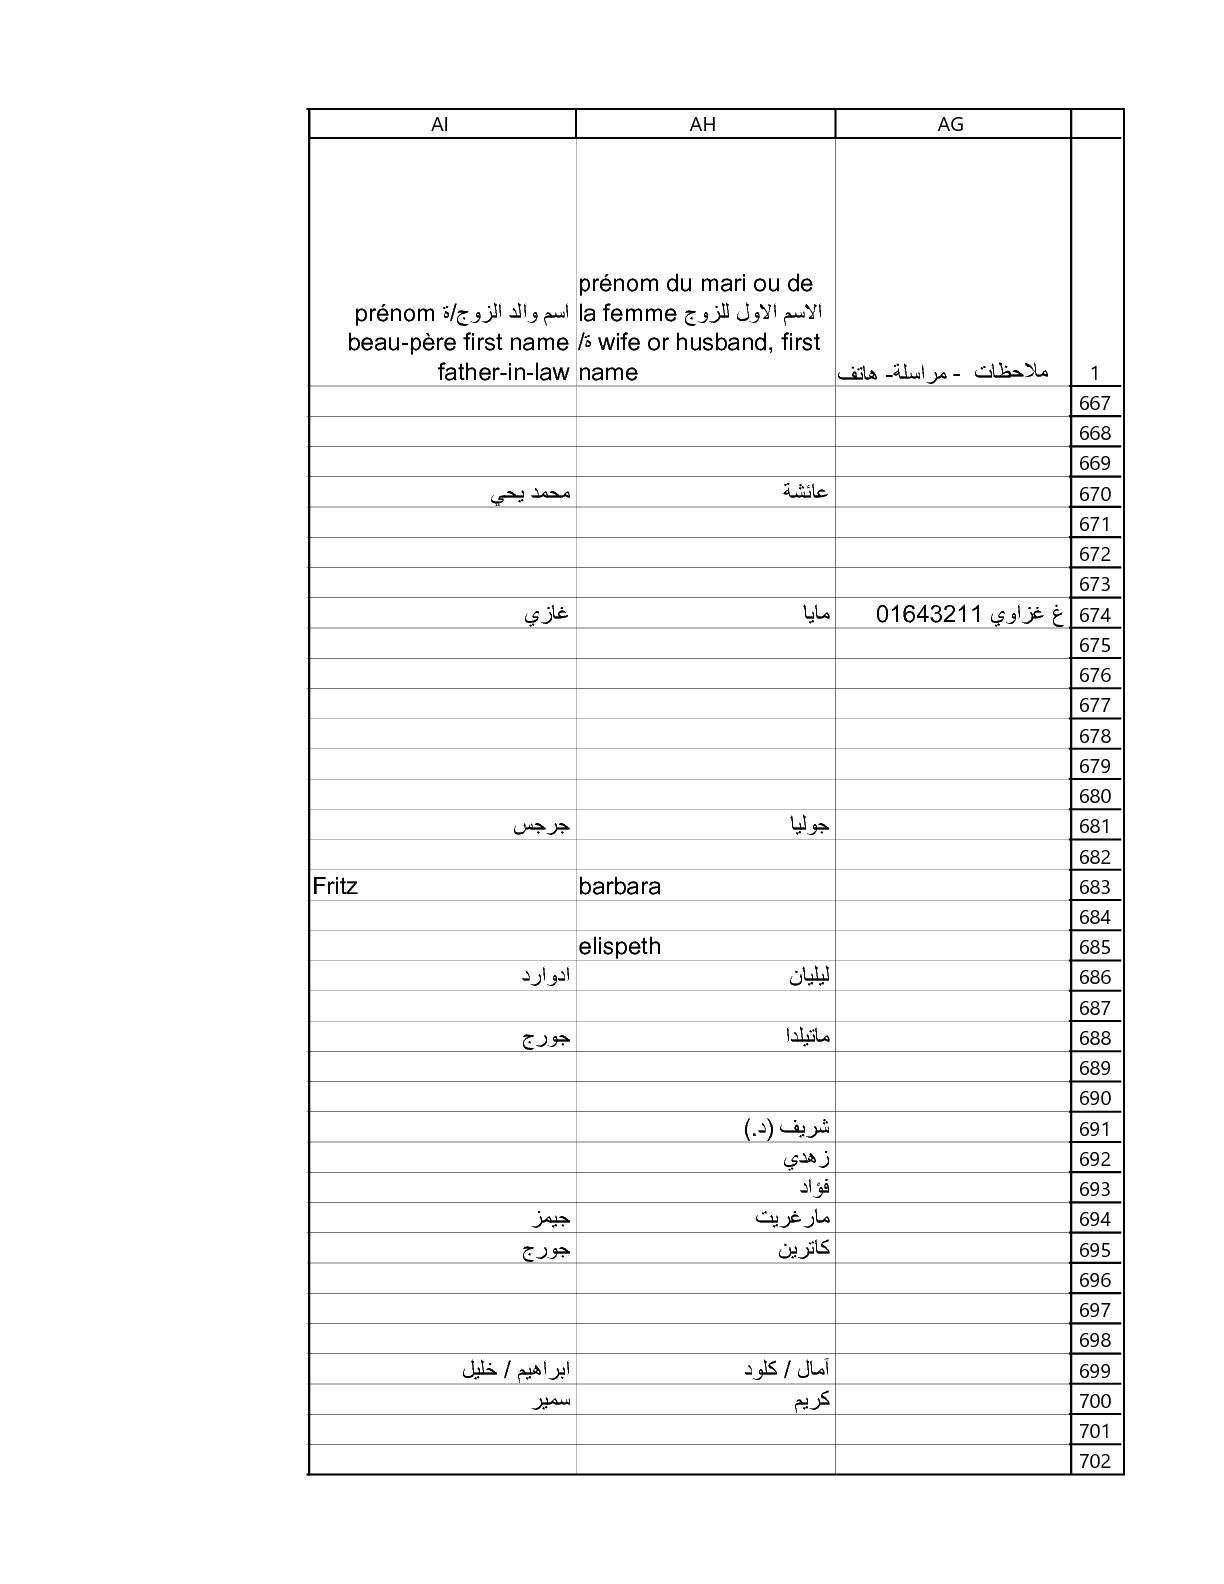 AI AH AG
prénom اسم والد الزوج/ة
beau-père first name
father-in-law
prénom du mari ou de
la femme الاسم الاول للزوج
/ة wife or husband, first
name
ملاحظات - مراسلة- هاتف
1
667
668
669
670 عائشة محمد يحي
671
672
673
674 غ غزاوي 01643211 مايا غازي
675
676
677
678
679
680
681 جوليا جرجس
682
Fritz barbara 683
684
elispeth 685
686 ليليان ادوارد
687
688 ماتيلدا جورج
689
690
691 شريف (د.)
692 زهدي
693 فؤاد
694 مارغريت جيمز
695 كاترين جورج
696
697
698
699 آمال / كلود ابراهيم / خليل
700 كريم سمير
701
702